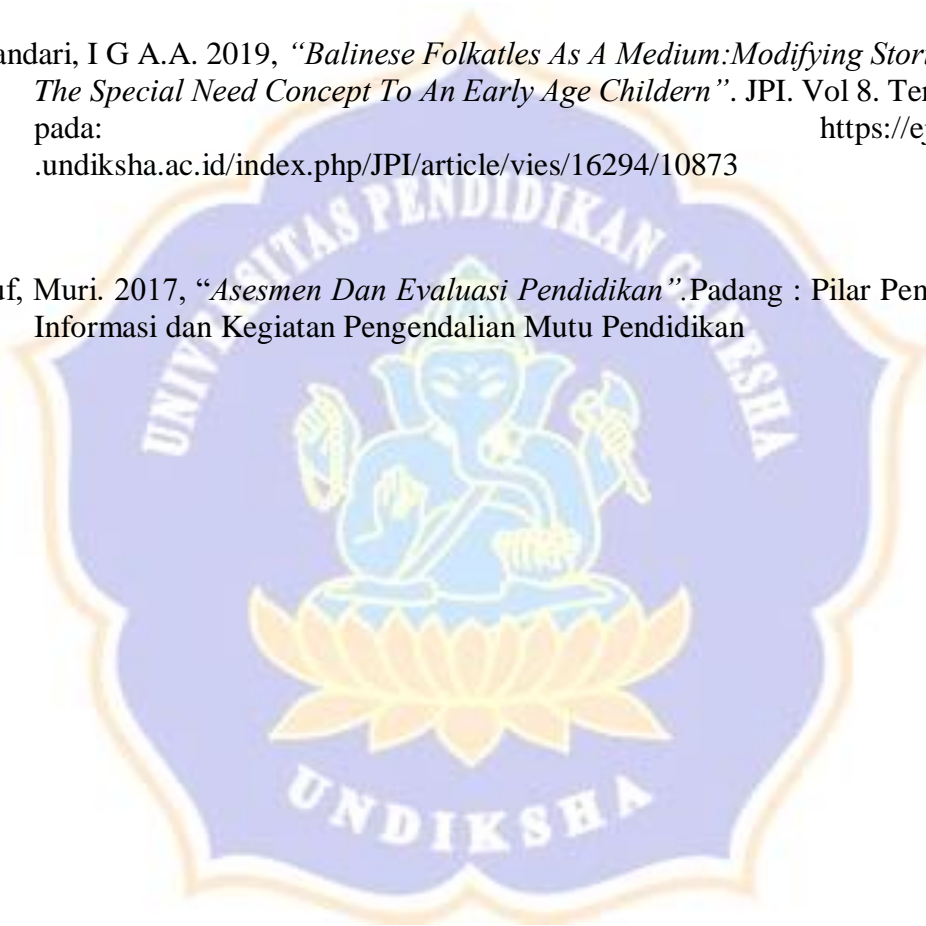 andari, I G A.A. 2019, “Balinese Folkatles As A Medium:Modifying Stori
The Special Need Concept To An Early Age Childern”. JPI. Vol 8. Ter
pada: https://ej
.undiksha.ac.id/index.php/JPI/article/vies/16294/10873
uf, Muri. 2017, “Asesmen Dan Evaluasi Pendidikan”.Padang : Pilar Pen
Informasi dan Kegiatan Pengendalian Mutu Pendidikan
UNIVERSITAS PENDIDIKAN GANESHA
UNDIKSHA